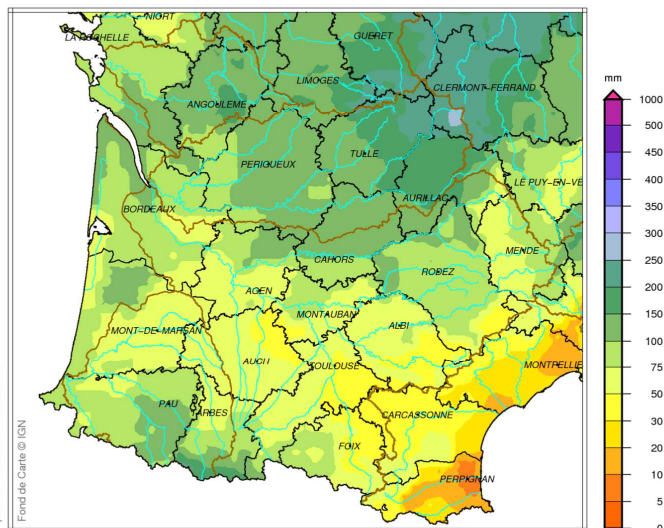 NIORT
LA ROCHELLE
GUERET
LIMOGES
CLERMONT-FERRAND
ANGOULEME
TULLE
PERIGUEUX
LE PUY-EN-VE
AURILLAC
BORDEAUX
MENDE
CAHORS
RODEZ
AGEN
MONTAUBAN
ALBI
MONT-DE-MARSAN
AUCH
TOULOUSE
MONTPELLIE
PAU
TARBES
CARCASSONNE
FOIX
PERPIGNAN
Fond de Carte © IGN
mm
1000
500
450
400
350
300
250
200
150
100
75
50
30
20
10
5
0